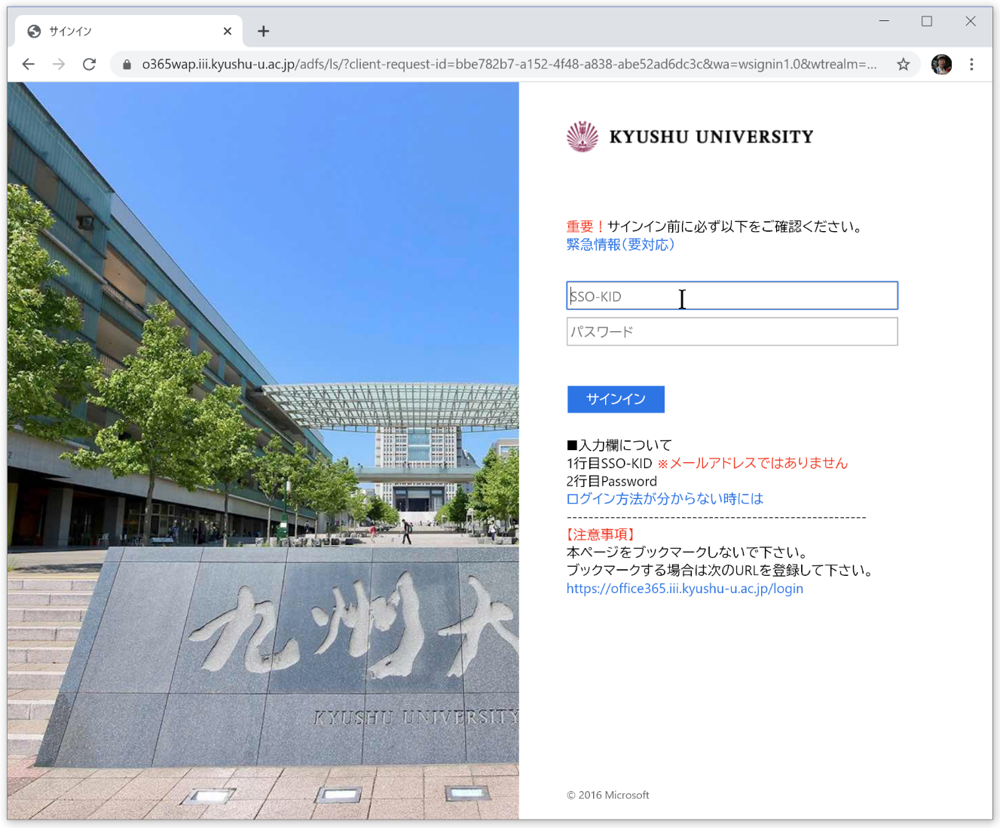 サインイン
o365wap.iii.kyushu-u.ac.jp/adfs/ls/?client-request-id=bbe782b7-a152-4f48-a838-abe52ad6dc3c&wa=wsignin1.0&wtrealm=...
KYUSHU UNIVERSITY
重要！サインイン前に必ず以下をご確認ください。
緊急情報（要対応）
SSO-KID
パスワード
サインイン
■入力欄について
1行目SSO-KID ※メールアドレスではありません
2行目Password
ログイン方法が分からない時には
------------------------------------------------------
【注意事項】
本ページをブックマークしないで下さい。
ブックマークする場合は次のURLを登録して下さい。
https://office365.iii.kyushu-u.ac.jp/login
© 2016 Microsoft
九州大
KYUSHU UNIVERSITY